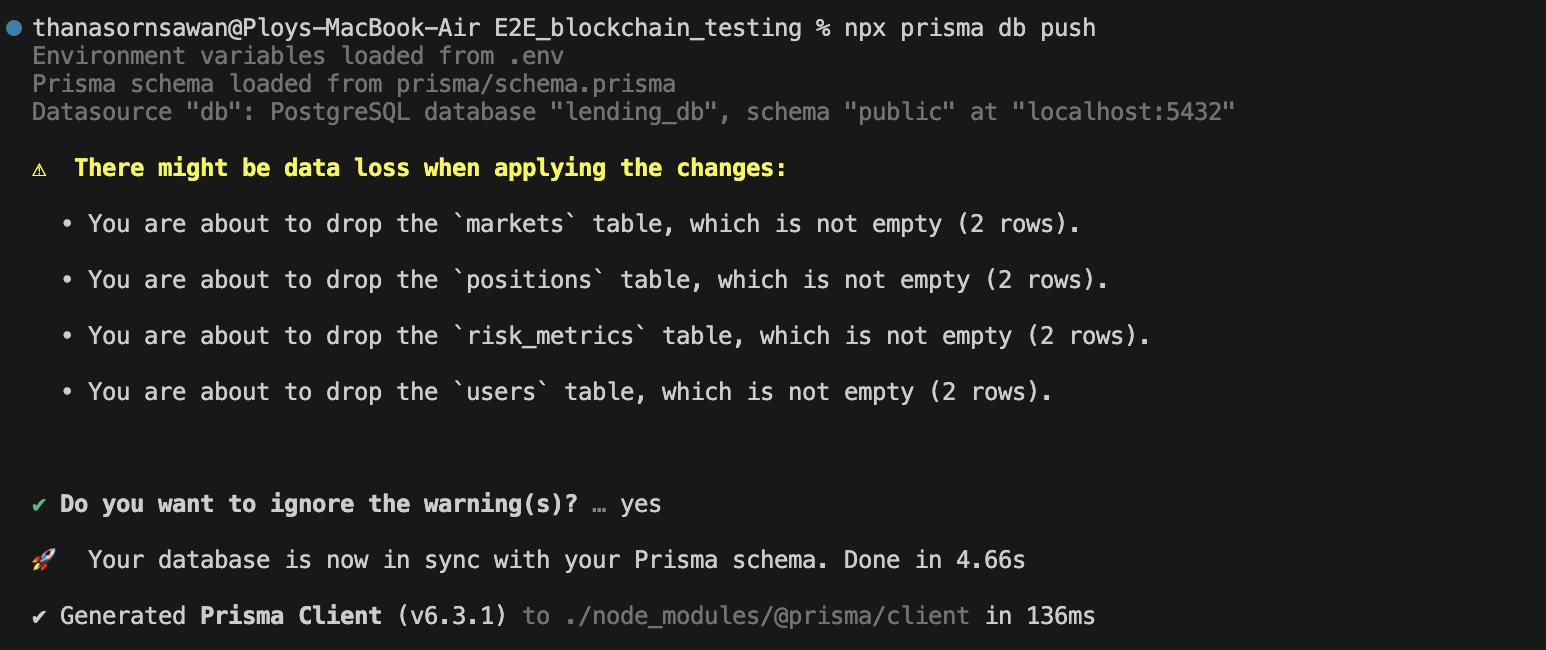 thanasornsawan@Ploys-MacBook-Air E2E_blockchain_testing % npx prisma db push
Environment variables loaded from .env
Prisma schema loaded from prisma/schema.prisma
Datasource "db": PostgreSQL database "lending_db", schema "public" at "localhost:5432"
⚠ There might be data loss when applying the changes:
• You are about to drop the `markets` table, which is not empty (2 rows).
• You are about to drop the `positions` table, which is not empty (2 rows).
• You are about to drop the `risk_metrics` table, which is not empty (2 rows).
• You are about to drop the `users` table, which is not empty (2 rows).
✔ Do you want to ignore the warning(s)? … yes
🚀 Your database is now in sync with your Prisma schema. Done in 4.66s
✔ Generated Prisma Client (v6.3.1) to ./node_modules/@prisma/client in 136ms